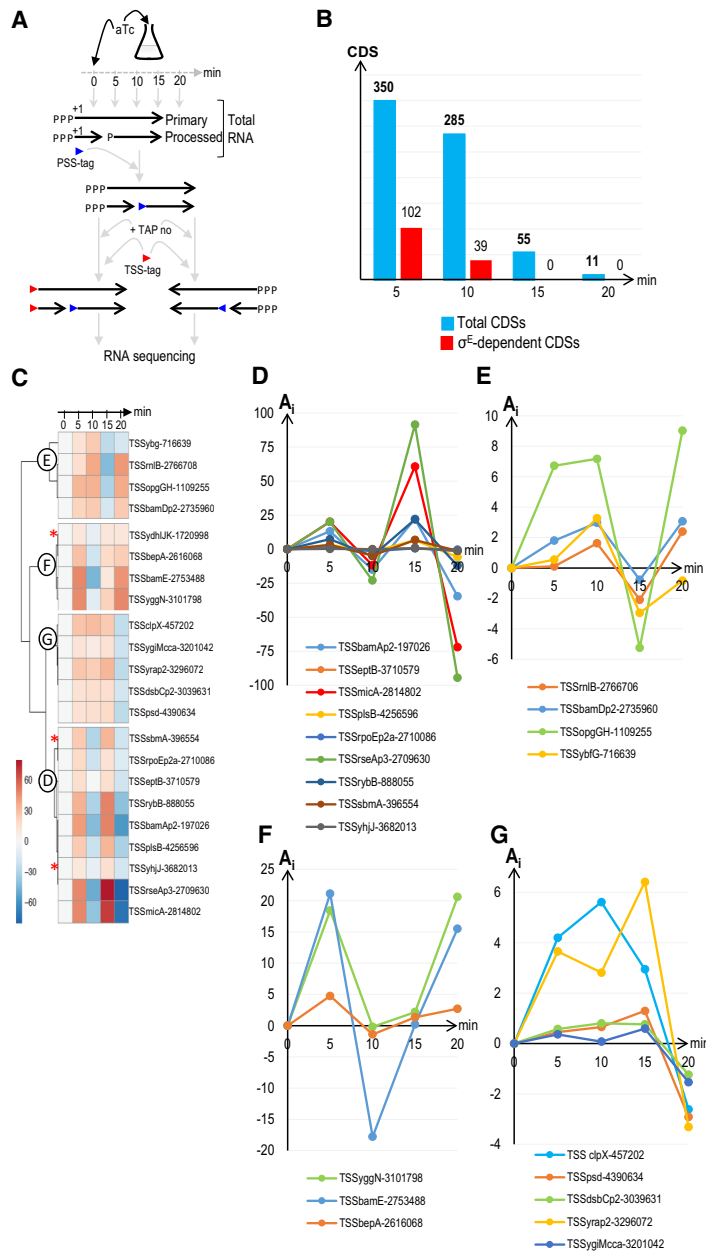 A
aTc
min
0 5 10 15 20
+1
PPP Primary Total
+1
PPP P Processed RNA
PSS-tag
PPP
PPP
+ TAP no
TSS-tag
PPP
PPP
RNA sequencing
B
CDS
350
285
102
39
55
0
11
0
min
5 10 15 20
Total CDSs
σE-dependent CDSs
C
min
0 5 10 15 20
E
TSSybg-716639
TSSrnlB-2766708
TSSopgGH-1109255
TSSbamDp2-2735960
F
* TSSydhIJK-1720998
TSSbepA-2616068
TSSbamE-2753488
TSSyggN-3101798
G
TSSclpX-457202
TSSygiMcca-3201042
TSSyrap2-3296072
TSSdsbCp2-3039631
TSSpsd-4390634
D
* TSSsbmA-396554
TSSrpoEp2a-2710086
TSSeptB-3710579
TSSrybB-888055
TSSbamAp2-197026
TSSplsB-4256596
* TSSyhjJ-3682013
TSSrseAp3-2709630
TSSmicA-2814802
60
30
0
−30
−60
D
Ai
100
75
50
25
0
-25
-50
-75
-100
0 5 10 15 20
min
TSSbamAp2-197026
TSSeptB-3710579
TSSmicA-2814802
TSSplsB-4256596
TSSRpoEp2a-2710086
TSSrseAp3-2709630
TSSrybB-888055
TSSsbmA-396554
TSSyhjJ-3682013
E
Ai
10
8
6
4
2
0
-2
-4
-6
0 5 10 15 20
min
TSSrnlB-2766706
TSSbamDp2-2735960
TSSopgGH-1109255
TSSybfG-716639
F
Ai
25
20
15
10
5
0
-5
-10
-15
-20
0 5 10 15 20
min
TSSyggN-3101798
TSSbamE-2753488
TSSbepA-2616068
G
Ai
6
4
2
0
-2
-4
0 5 10 15 20
min
TSS clpX-457202
TSSpsd-4390634
TSSdsbCp2-3039631
TSSyrap2-3296072
TSSygiMcca-3201042